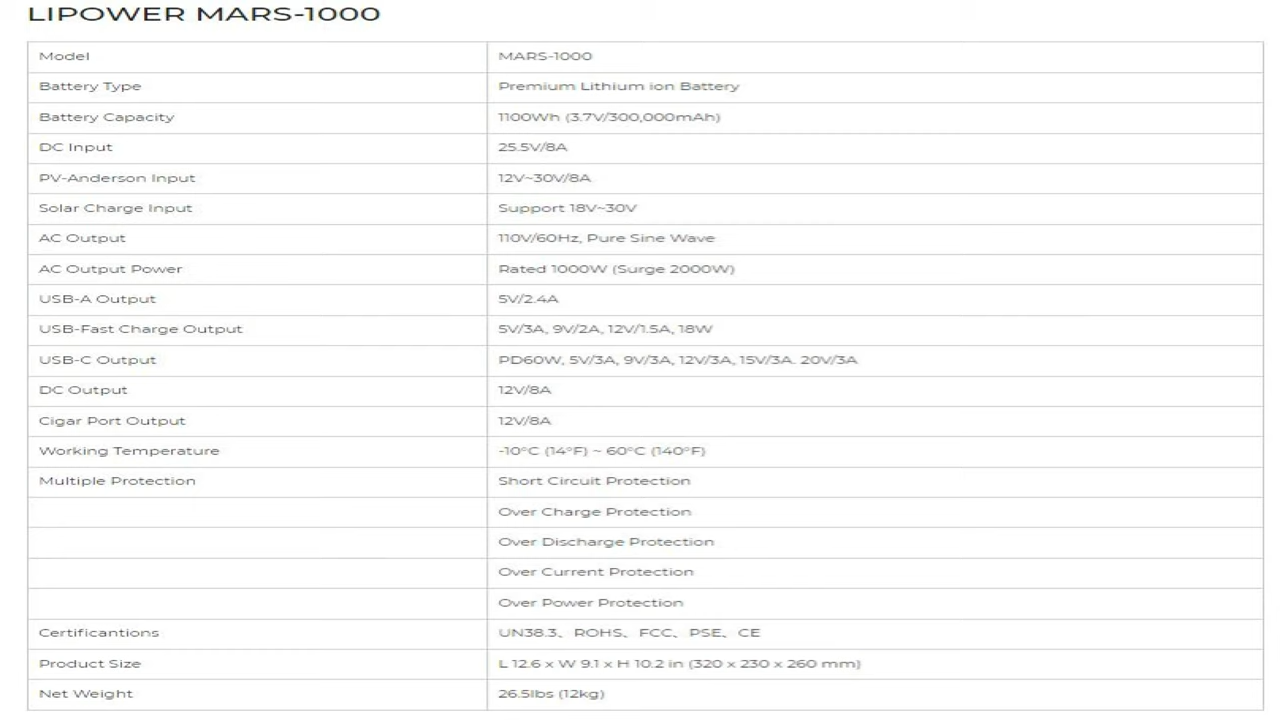 LIPOWER MARS-1000
Model MARS-1000
Battery Type Premium Lithium ion Battery
Battery Capacity 1100Wh (3.7V/300,000mAh)
DC Input 25.5V/8A
PV-Anderson Input 12V~30V/8A
Solar Charge Input Support 18V~30V
AC Output 110V/60Hz, Pure Sine Wave
AC Output Power Rated 1000W (Surge 2000W)
USB-A Output 5V/2.4A
USB-Fast Charge Output 5V/3A, 9V/2A, 12V/1.5A, 18W
USB-C Output PD60W, 5V/3A, 9V/3A, 12V/3A, 15V/3A. 20V/3A
DC Output 12V/8A
Cigar Port Output 12V/8A
Working Temperature -10°C (14°F) ~ 60°C (140°F)
Multiple Protection Short Circuit Protection
Over Charge Protection
Over Discharge Protection
Over Current Protection
Over Power Protection
Certificantions UN38.3、ROHS、FCC、PSE、CE
Product Size L 12.6 x W 9.1 x H 10.2 in (320 x 230 x 260 mm)
Net Weight 26.5lbs (12kg)